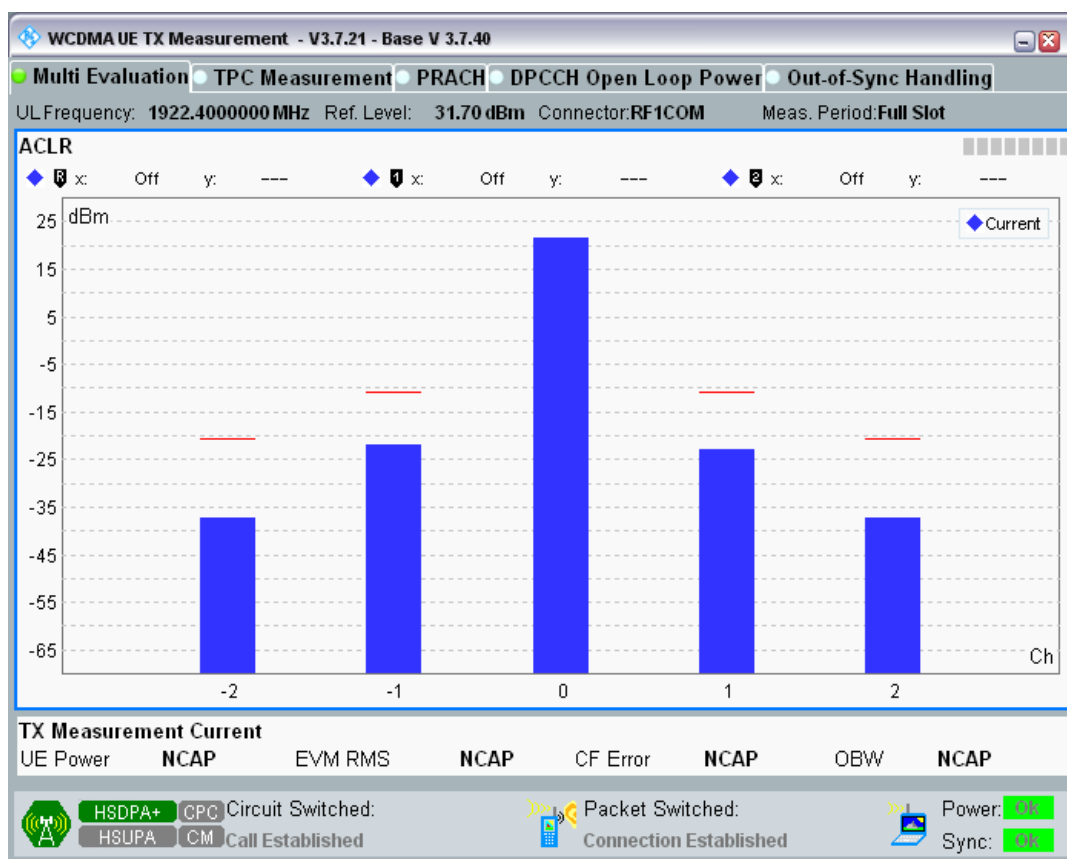 WCDMA UE TX Measurement - V3.7.21 - Base V 3.7.40
Multi Evaluation TPC Measurement PRACH DPCCH Open Loop Power Out-of-Sync Handling
UL Frequency: 1922.4000000 MHz Ref. Level: 31.70 dBm Connector:RF1COM Meas. Period:Full Slot
ACLR
R x: Off y: --- 1 x: Off y: --- 2 x: Off y: ---
dBm
Current
25
15
5
-5
-15
-25
-35
-45
-55
-65
Ch
-2 -1 0 1 2
TX Measurement Current
UE Power NCAP EVM RMS NCAP CF Error NCAP OBW NCAP
HSDPA+ CPC Circuit Switched: Packet Switched: Power: OK
HSUPA CM Call Established Connection Established Sync: OK